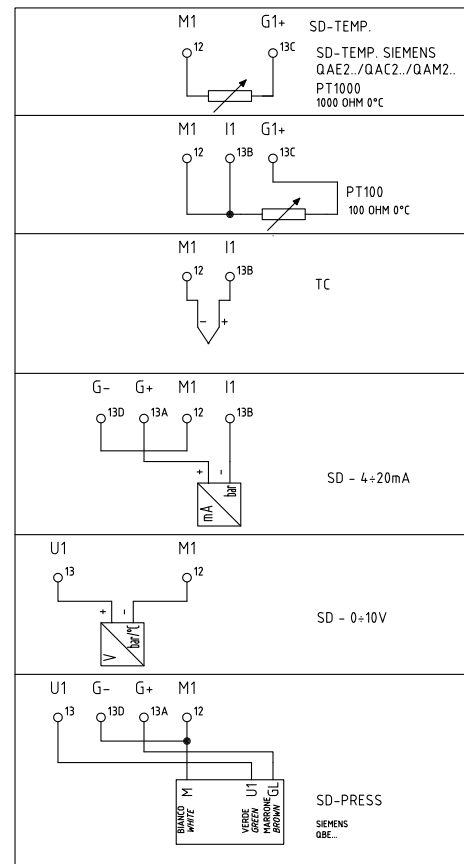 M1 G1+ SD-TEMP.
12 13C SD-TEMP. SIEMENS
QAE2../QAC2../QAM2..
PT1000
1000 OHM 0°C
M1 I1 G1+
12 13B 13C
PT100
100 OHM 0°C
M1 I1
12 13B
TC
- +
G- G+ M1 I1
13D 13A 12 13B
+ -
mA bar
SD - 4÷20mA
U1 M1
13 12
+ -
V bar/°C
SD - 0÷10V
U1 G- G+ M1
13 13D 13A 12
M U1 GL
BIANCO VERDE MARRONE
WHITE GREEN BROWN
SD-PRESS
SIEMENS
QBE...